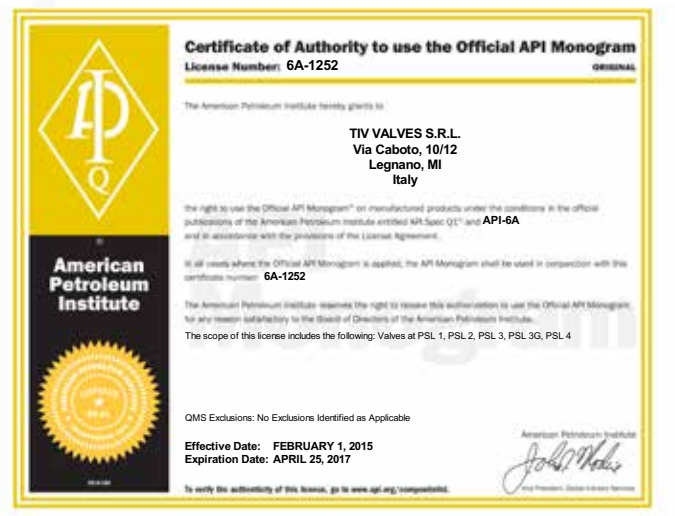 Certificate of Authority to use the Official API Monogram
License Number: 6A-1252
ORIGINAL
The American Petroleum Institute hereby grants to
TIV VALVES S.R.L.
Via Caboto, 10/12
Legnano, MI
Italy
the right to use the Official API Monogram® on manufactured products under the conditions in the official
publications of the American Petroleum Institute entitled API Spec Q1® and API-6A
and in accordance with the provisions of the License Agreement.
In all cases where the Official API Monogram is applied, the API Monogram shall be used in conjunction with this
certificate number: 6A-1252
The American Petroleum Institute reserves the right to revoke this authorization to use the Official API Monogram
for any reason satisfactory to the Board of Directors of the American Petroleum Institute.
The scope of this license includes the following: Valves at PSL 1, PSL 2, PSL 3, PSL 3G, PSL 4
QMS Exclusions: No Exclusions Identified as Applicable
Effective Date: FEBRUARY 1, 2015
Expiration Date: APRIL 25, 2017
To verify the authenticity of this license, go to www.api.org/compositelist.
American Petroleum Institute
Vice President, Global Industry Services
API
Q
American
Petroleum
Institute